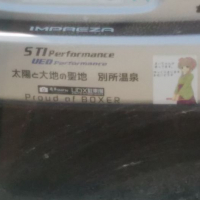 IMPREZA
STI Performance
UFO Performance
太陽と大地の聖地 別所温泉
Proud of BOXER